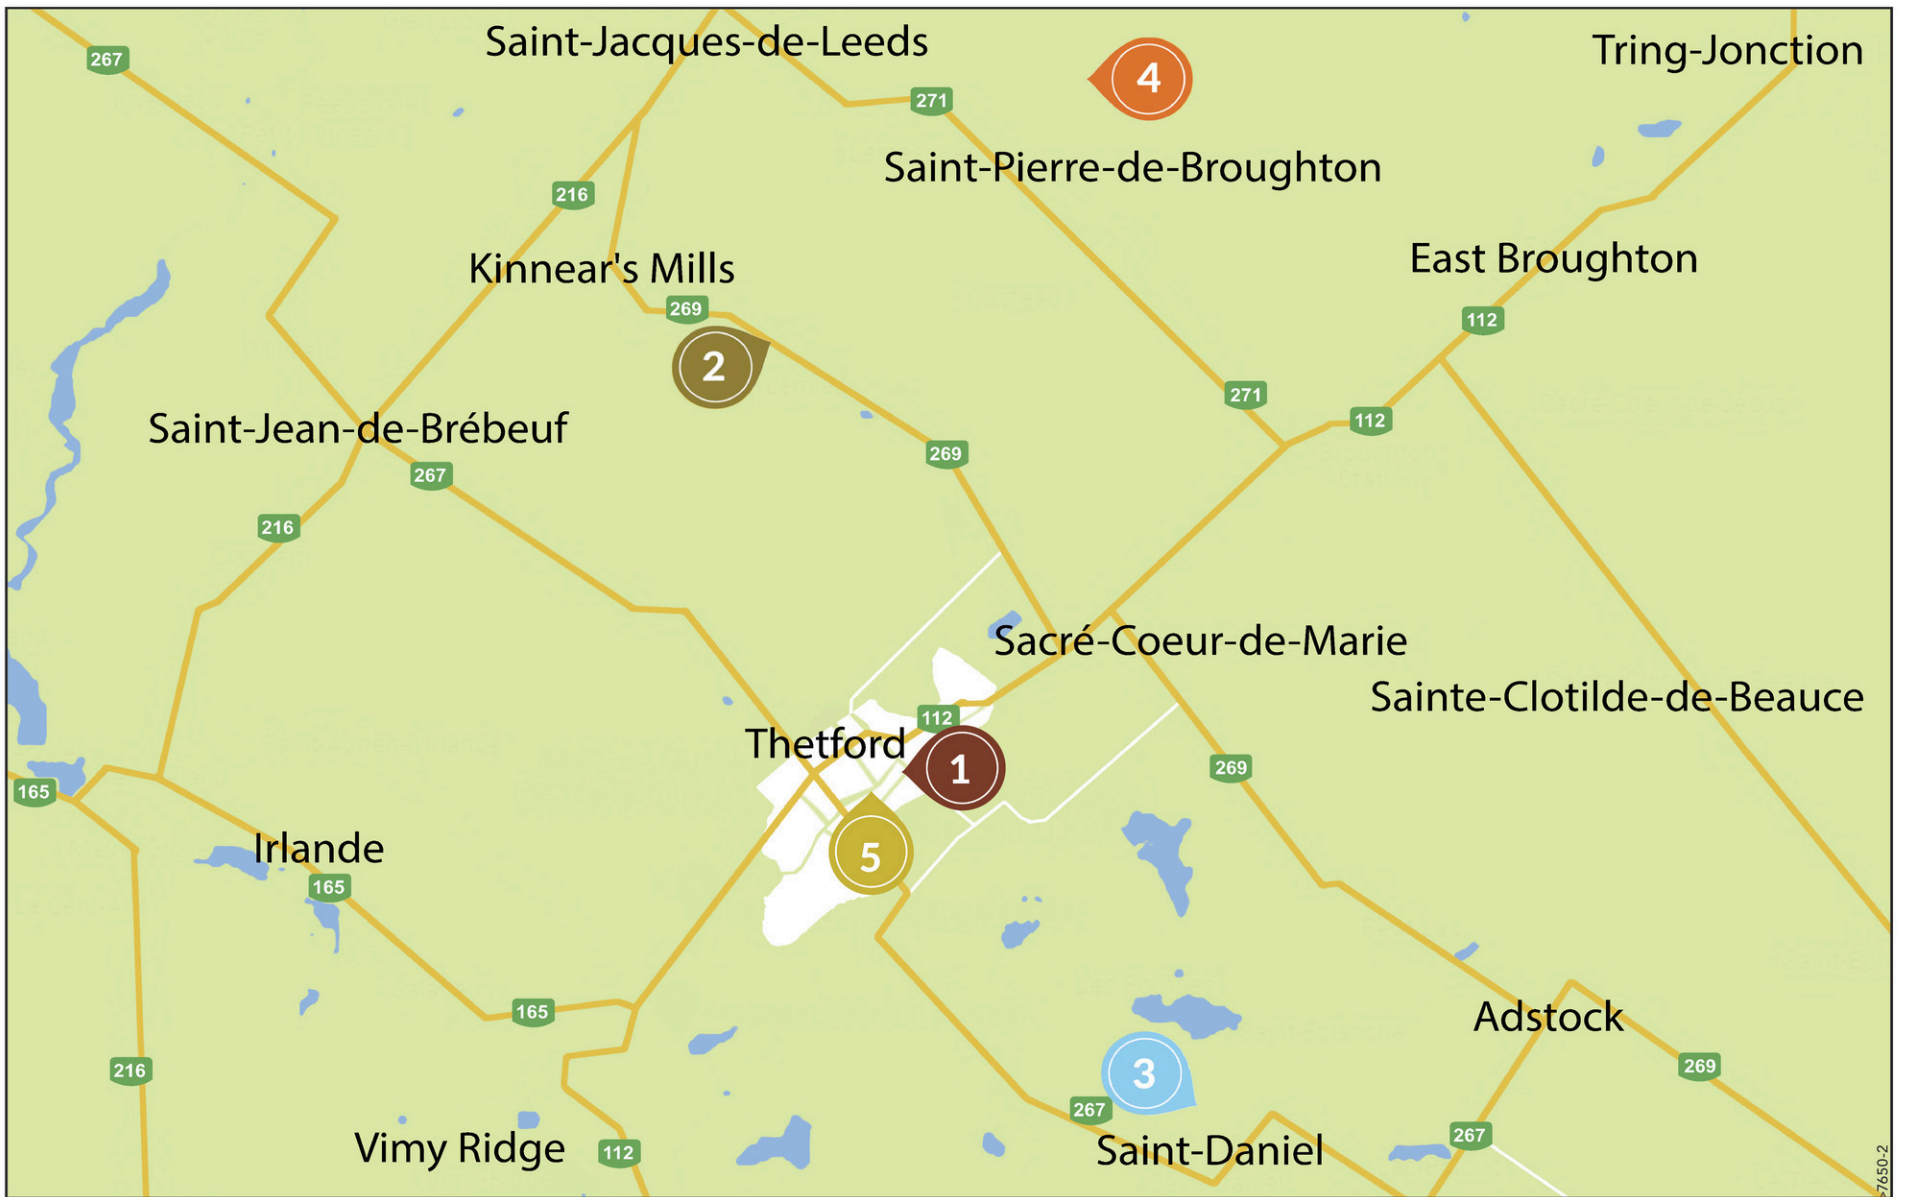 267
Saint-Jacques-de-Leeds
4
Tring-Jonction
271
Saint-Pierre-de-Broughton
216
Kinnear's Mills
East Broughton
269
112
2
271
112
Saint-Jean-de-Brébeuf
269
267
216
Sacré-Coeur-de-Marie
Sainte-Clotilde-de-Beauce
112
Thetford
1
269
165
Irlande
5
165
165
Adstock
216
3
269
267
267
Vimy Ridge
112
Saint-Daniel
7650-2